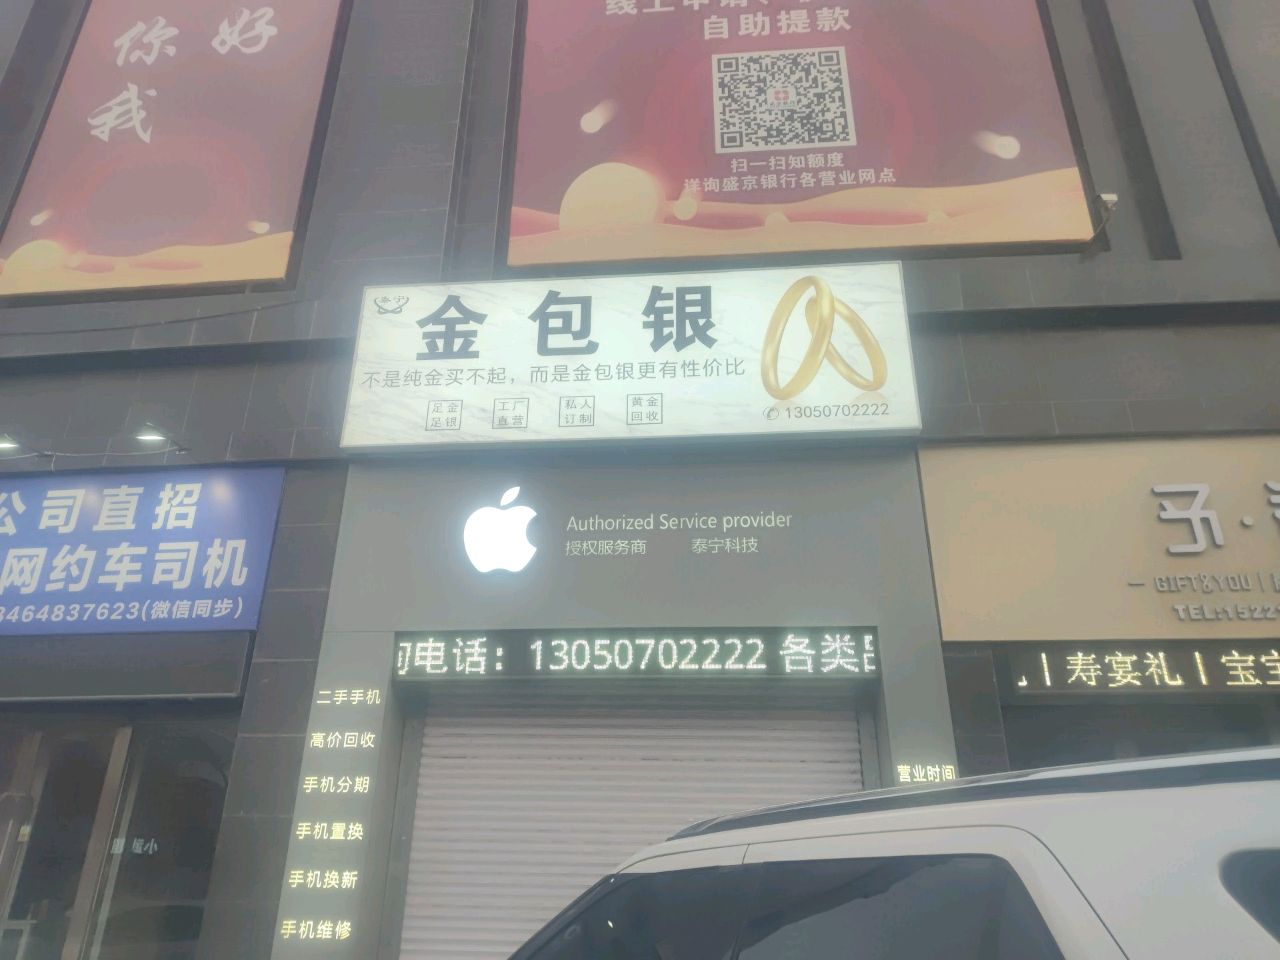 你好
我
自助提款
扫一扫知额度
详询盛京银行各营业网点
泰宁
金包银
不是纯金买不起，而是金包银更有性价比
足金
足银
工厂
直营
私人
订制
黄金
回收
13050702222
公司直招
网约车司机
3464837623(微信同步)
Authorized Service provider
授权服务商 泰宁科技
电话：13050702222 各类
GIFT&YOU
TEL:1522
寿宴礼 | 宝宝
二手手机
高价回收
手机分期
手机置换
手机换新
手机维修
营业时间